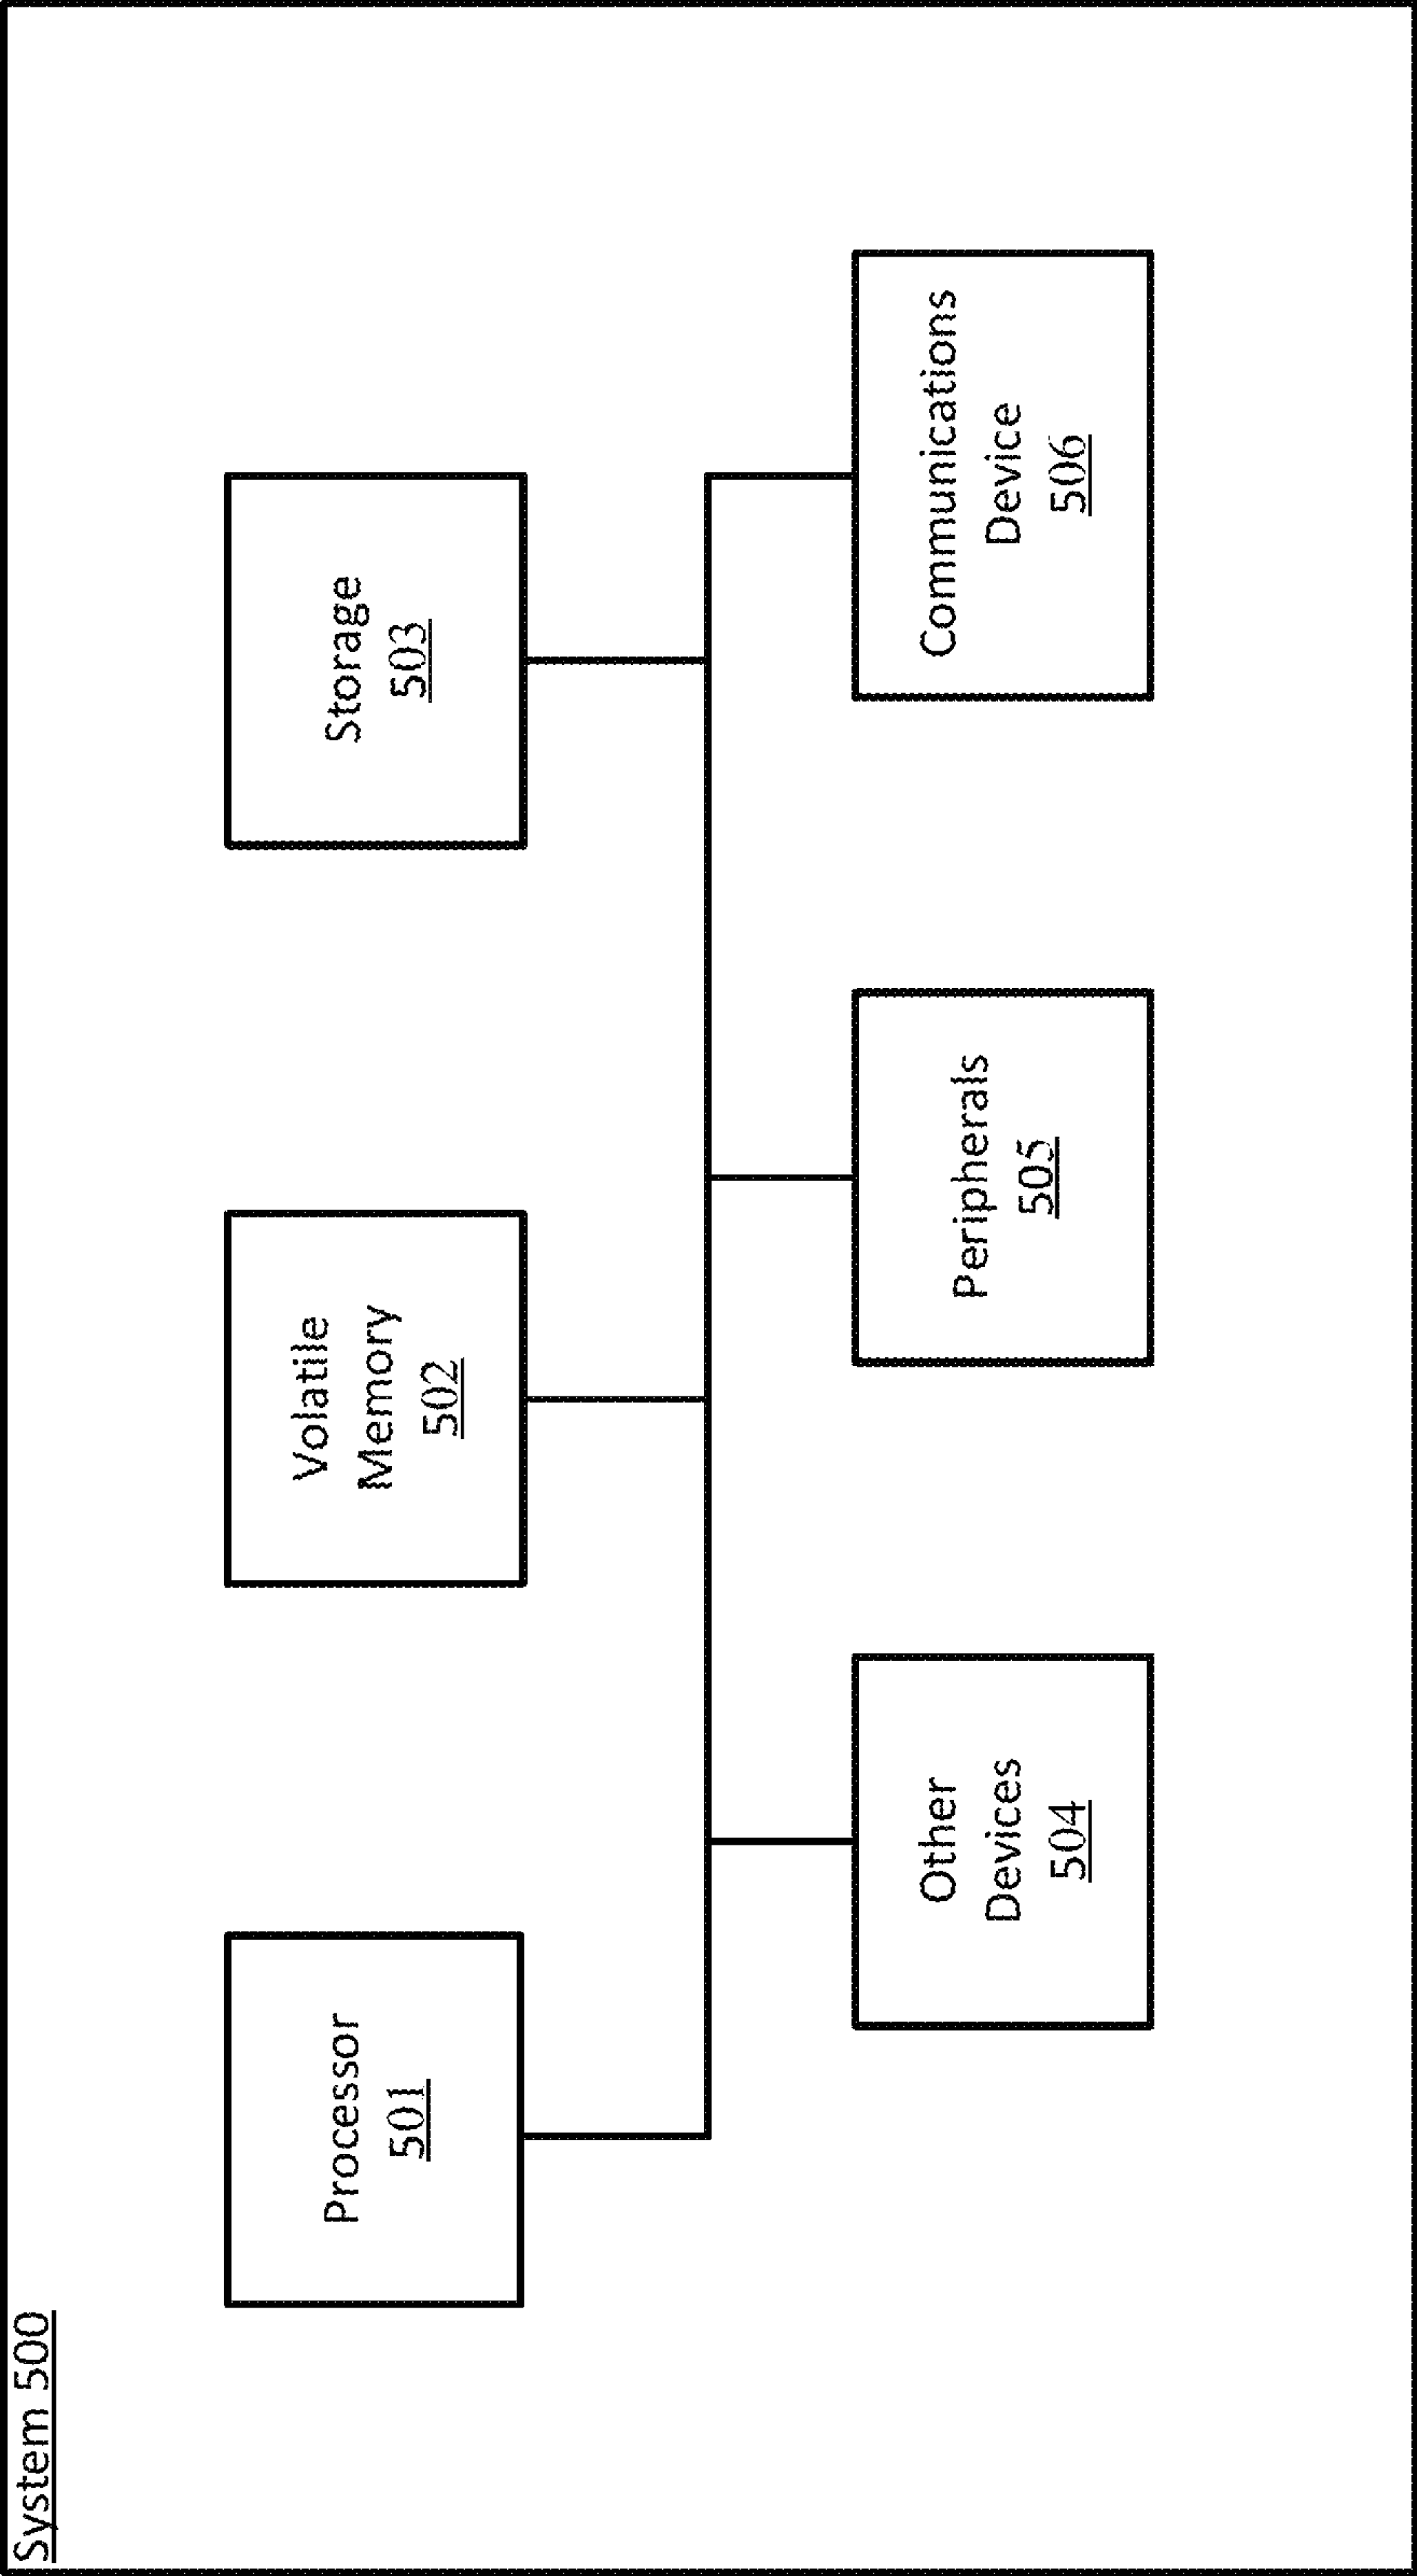 System 500
Processor
501
Volatile
Memory
502
Storage
503
Other
Devices
504
Peripherals
505
Communications
Device
506